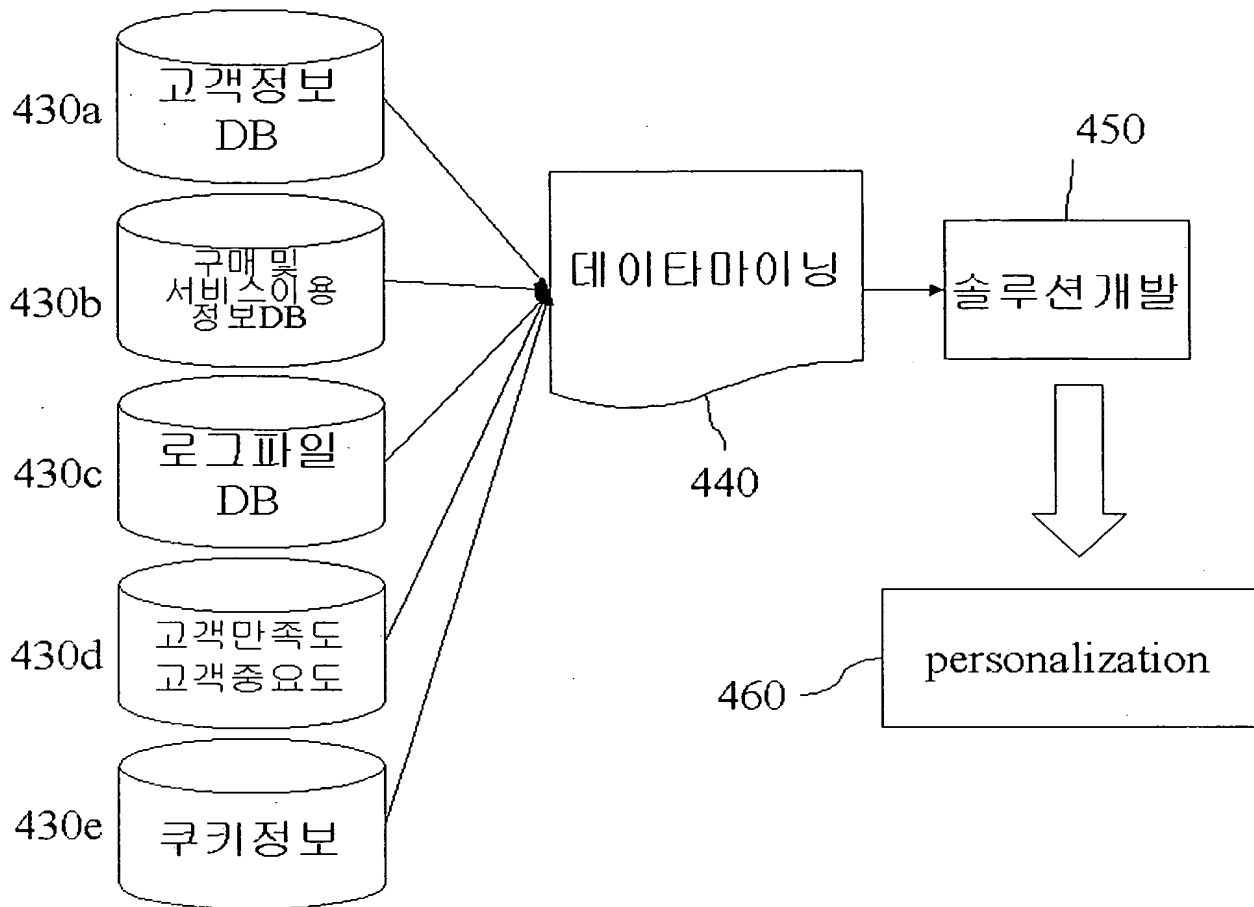 430a
고객정보
DB
430b
구매 및
서비스이용
정보DB
430c
로그파일
DB
430d
고객만족도
고객중요도
430e
쿠키정보
데이타마이닝
440
450
솔루션개발
460
personalization